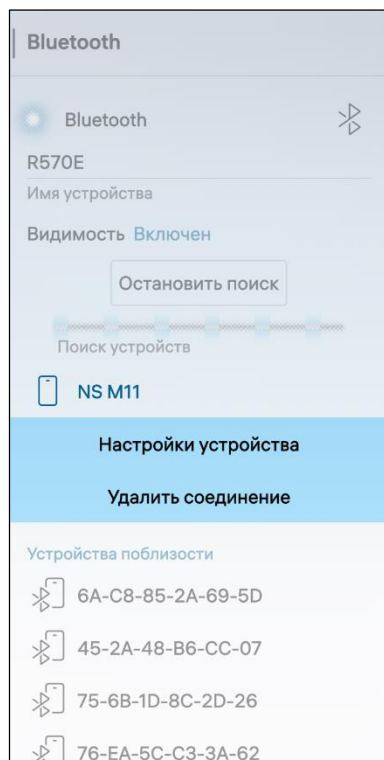 Bluetooth
Bluetooth
R570E
Имя устройства
Видимость Включен
Остановить поиск
Поиск устройств
NS M11
Настройки устройства
Удалить соединение
Устройства поблизости
6A-C8-85-2A-69-5D
45-2A-48-B6-CC-07
75-6B-1D-8C-2D-26
76-EA-5C-C3-3A-62